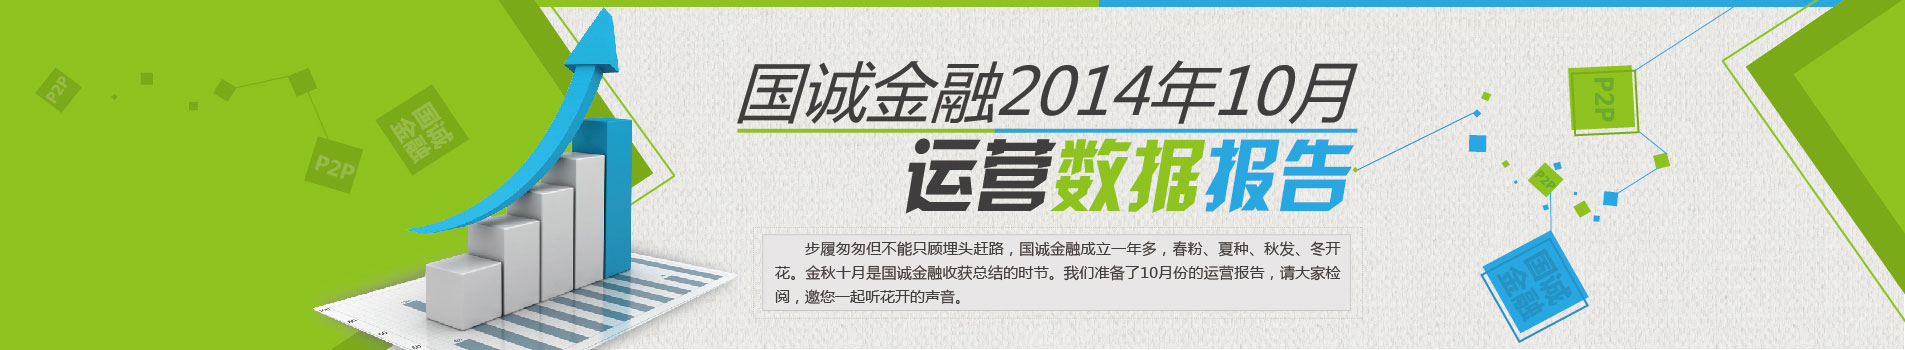 国诚金融2014年10月
运营数据报告
步履匆匆但不能只顾埋头赶路，国诚金融成立一年多，春粉、夏种、秋发、冬开
花。金秋十月是国诚金融收获总结的时节。我们准备了10月份的运营报告，请大家检
阅，邀您一起听花开的声音。
P2P
P2P
国诚
金融
P2P
P2P
国诚
金融